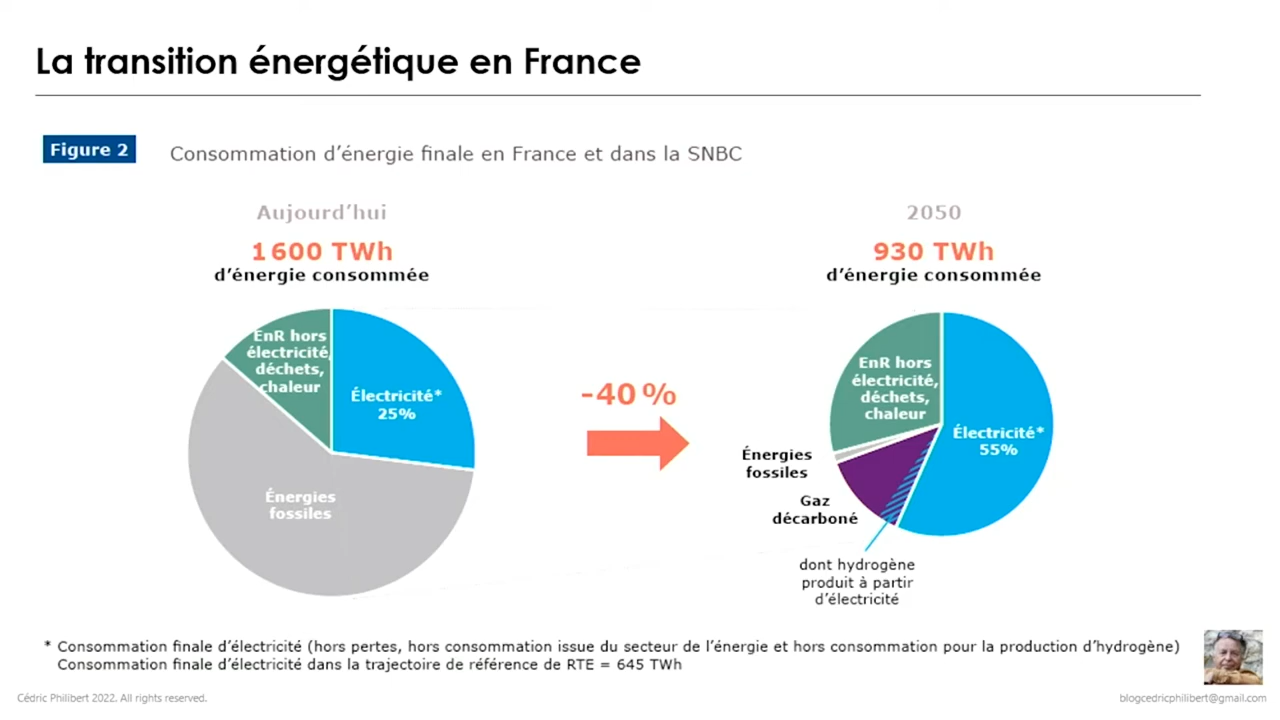 La transition énergétique en France
Figure 2
Consommation d'énergie finale en France et dans la SNBC
Aujourd'hui
1 600 TWh
d'énergie consommée
2050
930 TWh
d'énergie consommée
EnR hors
électricité,
déchets,
chaleur
Électricité*
25%
Énergies
fossiles
-40 %
EnR hors
électricité,
déchets,
chaleur
Électricité*
55%
Énergies
fossiles
Gaz
décarboné
dont hydrogène
produit à partir
d'électricité
* Consommation finale d'électricité (hors pertes, hors consommation issue du secteur de l'énergie et hors consommation pour la production d'hydrogène)
Consommation finale d'électricité dans la trajectoire de référence de RTE = 645 TWh
Cédric Philibert 2022. All rights reserved.
blogcedricphilibert@gmail.com